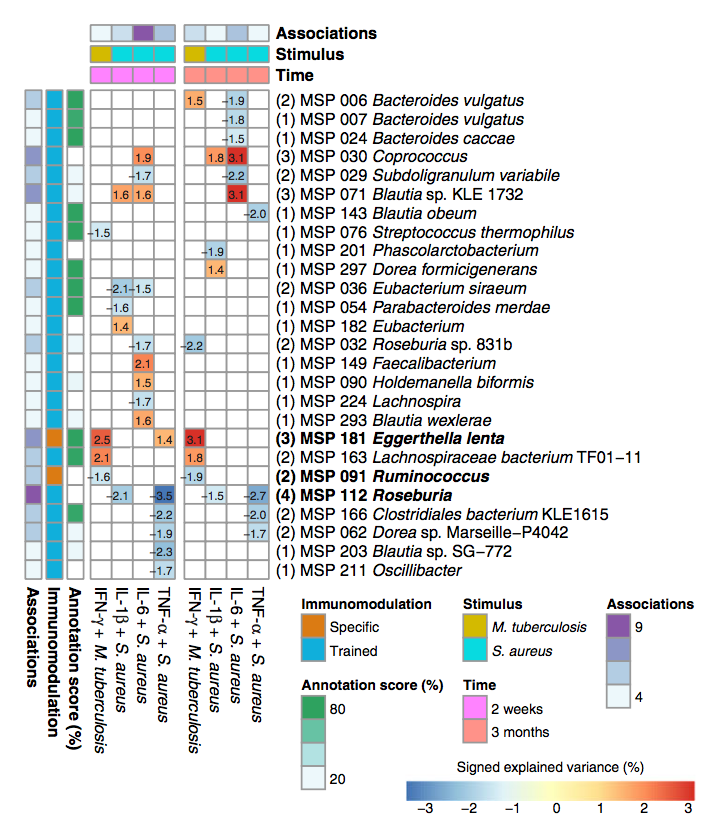 Associations
Stimulus
Time
1.5 −1.9 (2) MSP 006 Bacteroides vulgatus
−1.8 (1) MSP 007 Bacteroides vulgatus
−1.5 (1) MSP 024 Bacteroides caccae
1.9 1.8 3.1 (3) MSP 030 Coprococcus
−1.7 −2.2 (2) MSP 029 Subdoligranulum variabile
1.6 1.6 3.1 (3) MSP 071 Blautia sp. KLE 1732
−2.0 (1) MSP 143 Blautia obeum
−1.5 (1) MSP 076 Streptococcus thermophilus
−1.9 (1) MSP 201 Phascolarctobacterium
1.4 (1) MSP 297 Dorea formicigenerans
−2.1 −1.5 (2) MSP 036 Eubacterium siraeum
−1.6 (1) MSP 054 Parabacteroides merdae
1.4 (1) MSP 182 Eubacterium
−1.7 −2.2 (2) MSP 032 Roseburia sp. 831b
2.1 (1) MSP 149 Faecalibacterium
1.5 (1) MSP 090 Holdemanella biformis
−1.7 (1) MSP 224 Lachnospira
1.6 (1) MSP 293 Blautia wexlerae
2.5 1.4 3.1 (3) MSP 181 Eggerthella lenta
2.1 1.8 (2) MSP 163 Lachnospiraceae bacterium TF01−11
−1.6 −1.9 (2) MSP 091 Ruminococcus
−2.1 −3.5 −1.5 −2.7 (4) MSP 112 Roseburia
−2.2 −2.0 (2) MSP 166 Clostridiales bacterium KLE1615
−1.9 −1.7 (2) MSP 062 Dorea sp. Marseille−P4042
−2.3 (1) MSP 203 Blautia sp. SG−772
−1.7 (1) MSP 211 Oscillibacter
Associations
Immunomodulation
Annotation score (%)
IFN-γ + M. tuberculosis
IL-1β + S. aureus
IL-6 + S. aureus
TNF-α + S. aureus
IFN-γ + M. tuberculosis
IL-1β + S. aureus
IL-6 + S. aureus
TNF-α + S. aureus
Immunomodulation
Specific
Trained
Annotation score (%)
80
20
Stimulus
M. tuberculosis
S. aureus
Time
2 weeks
3 months
Associations
9
4
Signed explained variance (%)
−3 −2 −1 0 1 2 3